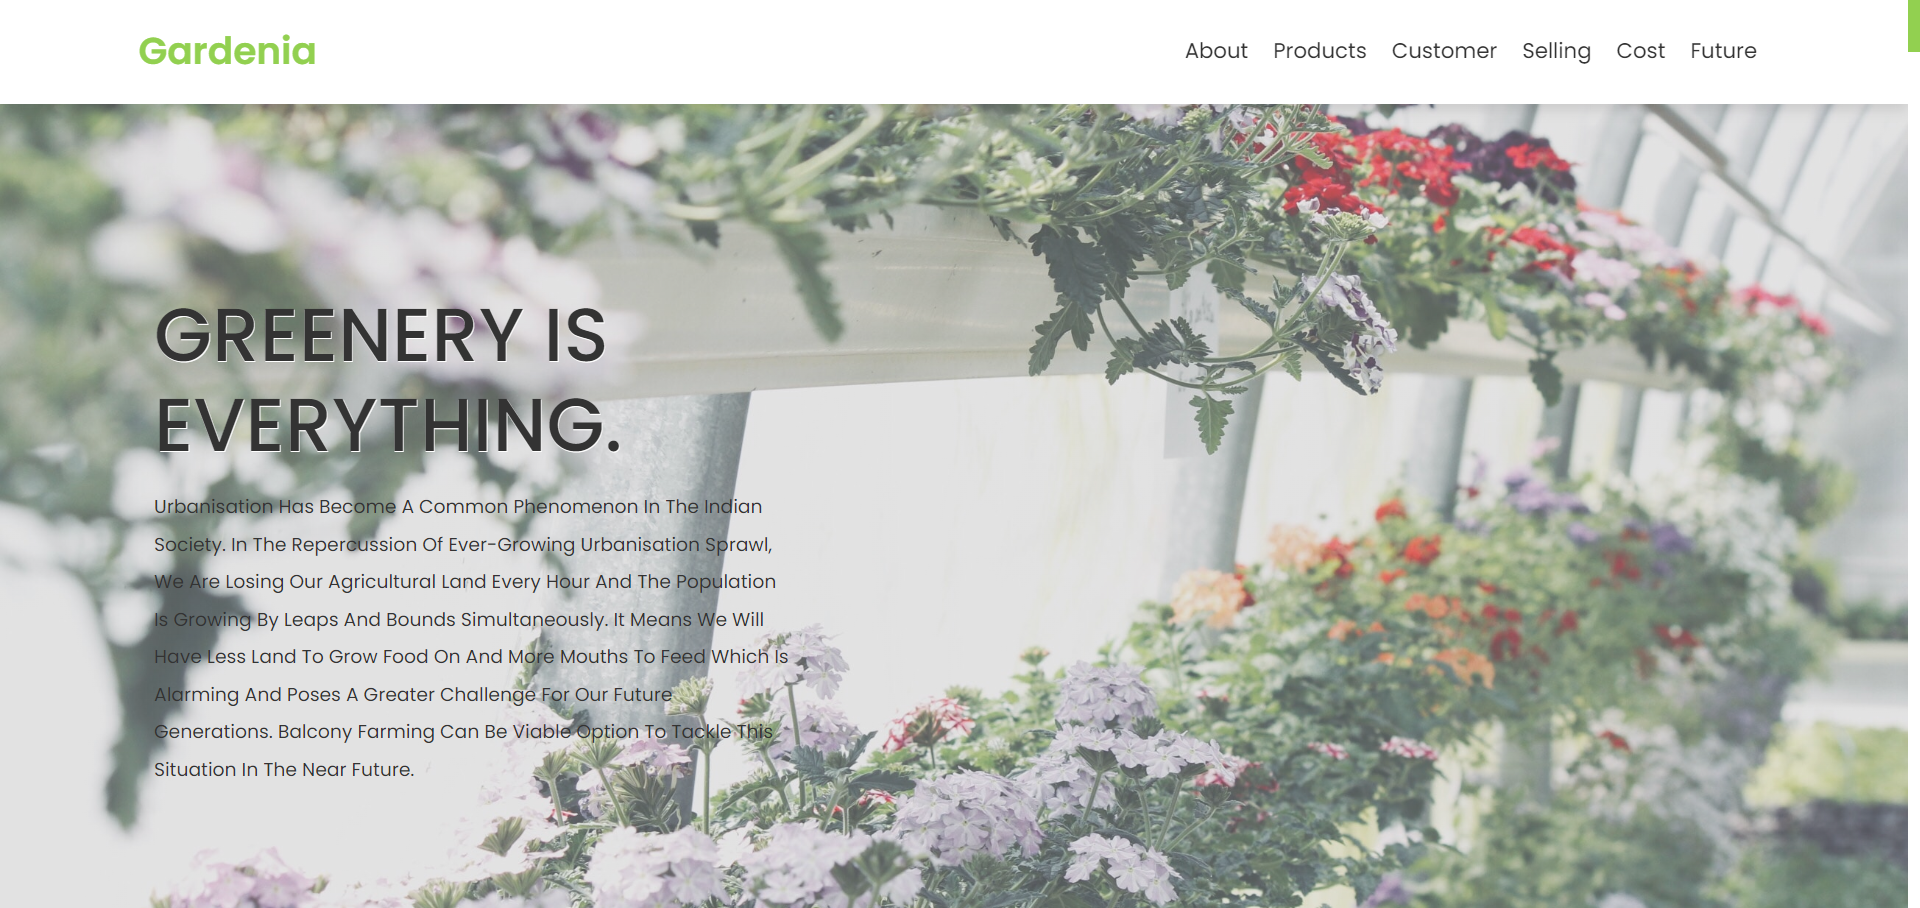 Gardenia
About Products Customer Selling Cost Future
GREENERY IS
EVERYTHING.
Urbanisation Has Become A Common Phenomenon In The Indian
Society. In The Repercussion Of Ever-Growing Urbanisation Sprawl,
We Are Losing Our Agricultural Land Every Hour And The Population
Is Growing By Leaps And Bounds Simultaneously. It Means We Will
Have Less Land To Grow Food On And More Mouths To Feed Which Is
Alarming And Poses A Greater Challenge For Our Future
Generations. Balcony Farming Can Be Viable Option To Tackle This
Situation In The Near Future.